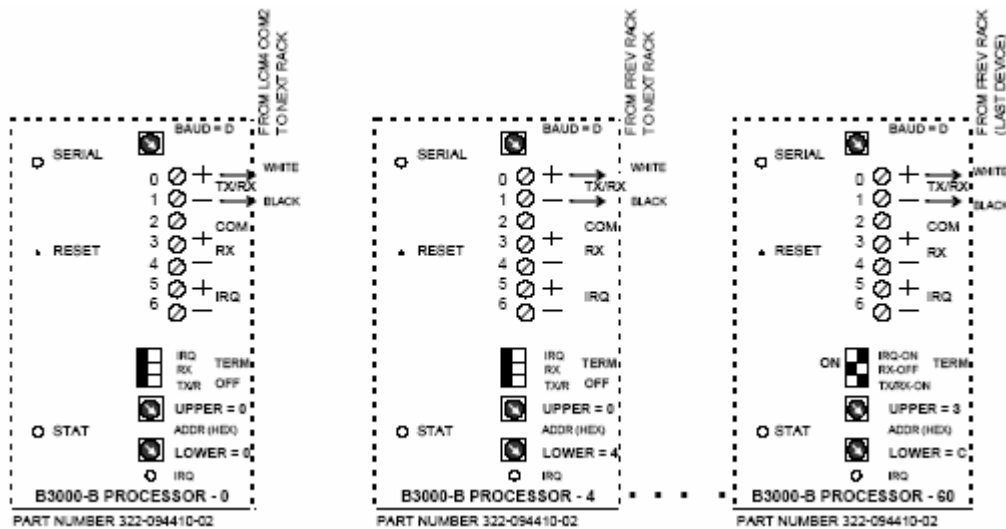 FROM LCM4 COM2
TO NEXT RACK
BAUD = D
SERIAL
0 + WHITE
TX/RX
1 — BLACK
2 COM
3 +
RX
4 —
5 +
IRQ
6 —
RESET
IRQ
RX TERM
TX/R OFF
UPPER = 0
ADDR (HEX)
STAT
LOWER = 0
IRQ
B3000-B PROCESSOR - 0
PART NUMBER 322-094410-02
FROM PREV RACK
TO NEXT RACK
BAUD = D
SERIAL
0 + WHITE
TX/RX
1 — BLACK
2 COM
3 +
RX
4 —
5 +
IRQ
6 —
RESET
IRQ
RX TERM
TX/R OFF
UPPER = 0
ADDR (HEX)
STAT
LOWER = 4
IRQ
B3000-B PROCESSOR - 4
PART NUMBER 322-094410-02
FROM PREV RACK
(LAST DEVICE)
BAUD = D
SERIAL
0 + WHITE
TX/RX
1 — BLACK
2 COM
3 +
RX
4 —
5 +
IRQ
6 —
RESET
IRQ-ON
ON RX-OFF TERM
TX/RX-ON
UPPER = 3
ADDR (HEX)
STAT
LOWER = C
IRQ
B3000-B PROCESSOR - 60
PART NUMBER 322-094410-02